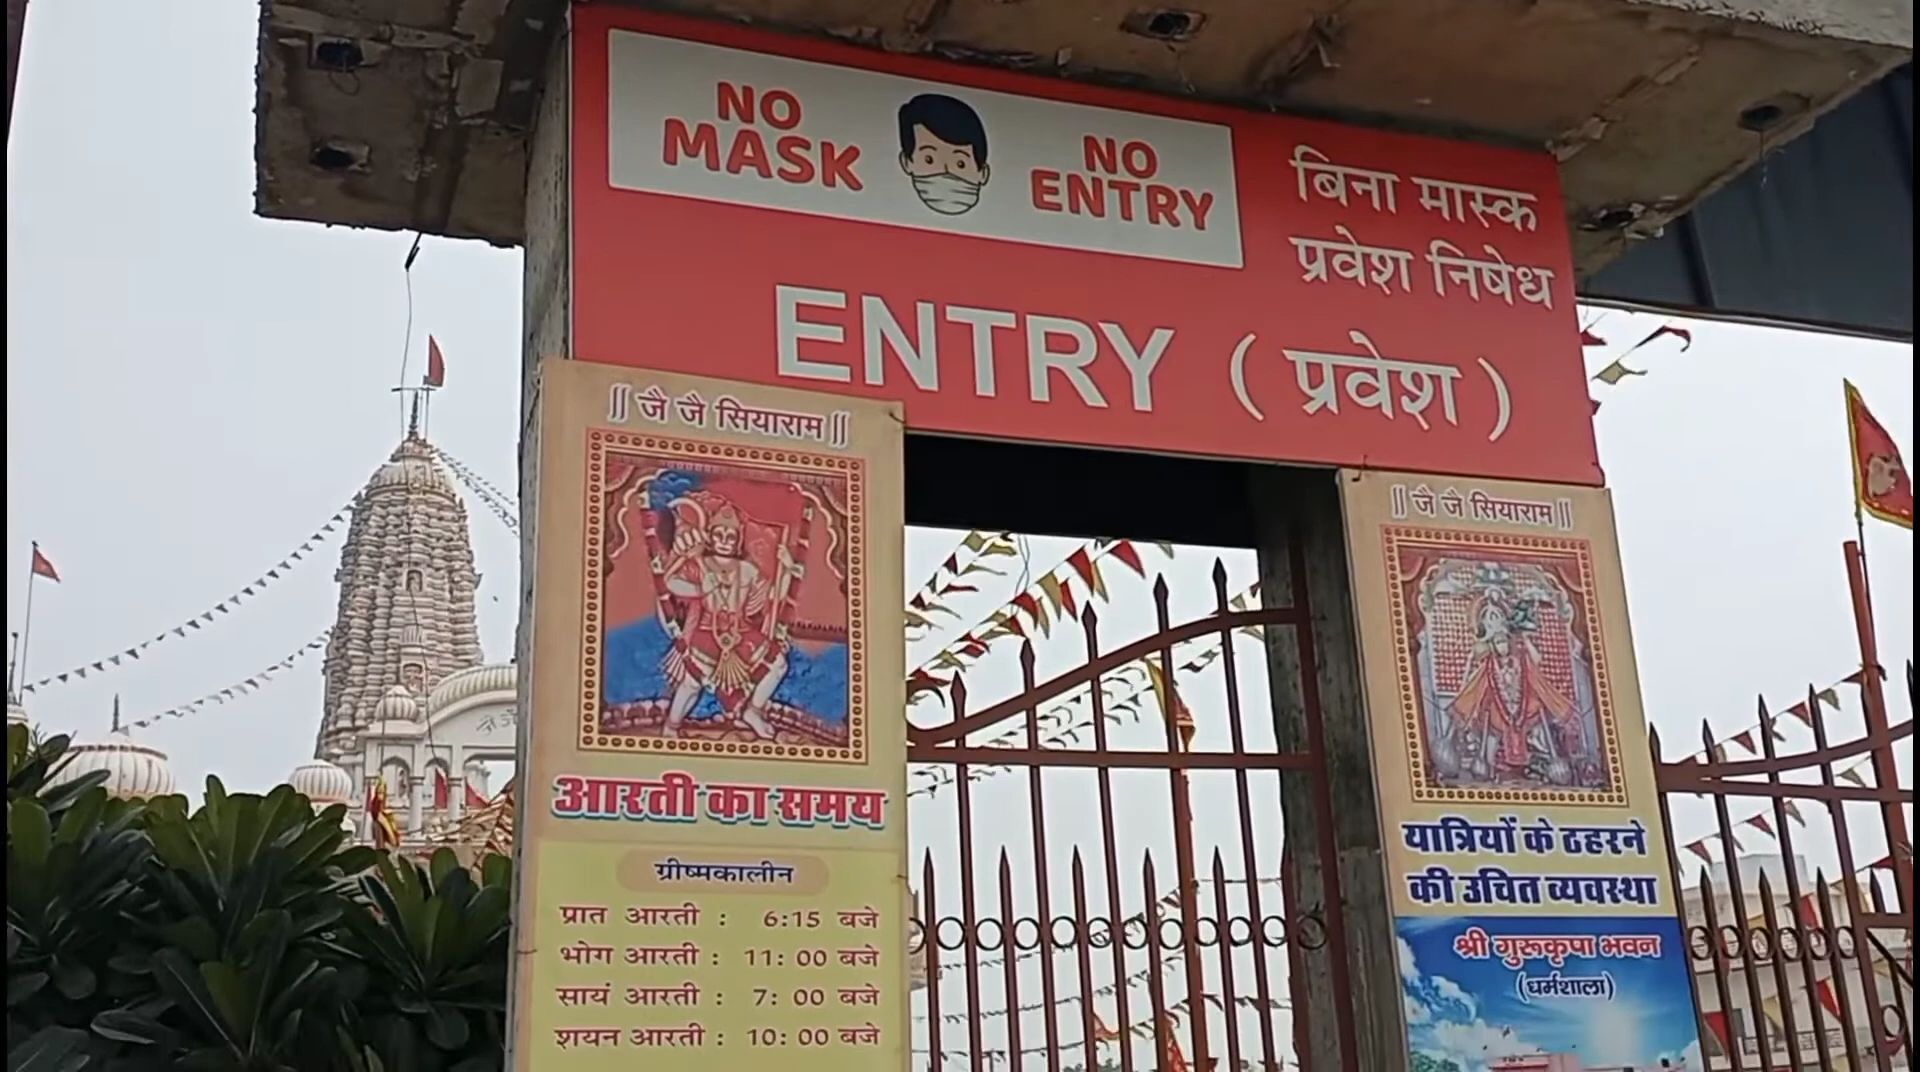 NO
MASK
NO
ENTRY
बिना मास्क
प्रवेश निषेध
ENTRY ( प्रवेश )
|| जै जै सियाराम ||
आरती का समय
ग्रीष्मकालीन
प्रात आरती : 6:15 बजे
भोग आरती : 11: 00 बजे
सायं आरती : 7: 00 बजे
शयन आरती : 10: 00 बजे
|| जै जै सियाराम ||
यात्रियों के ठहरने
की उचित व्यवस्था
श्री गुरूकृपा भवन
(धर्मशाला)